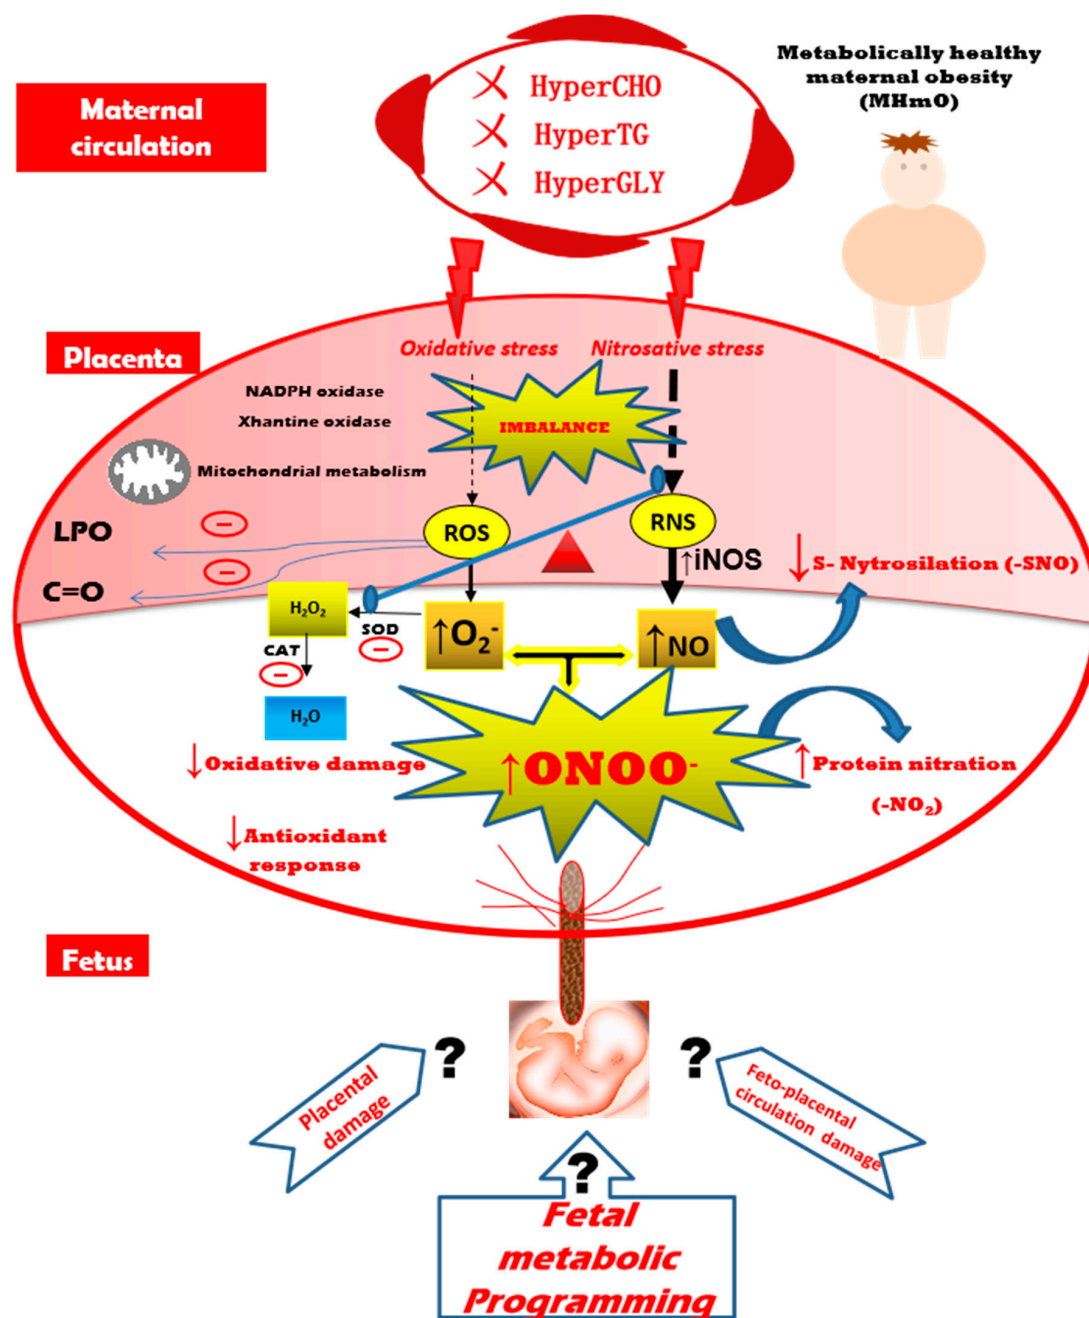 Metabolically healthy
maternal obesity
(MHmO)
Maternal
circulation
HyperCHO
HyperTG
HyperGLY
Placenta
Oxidative stress
Nitrosative stress
NADPH oxidase
Xhantine oxidase
IMBALANCE
Mitochondrial metabolism
LPO
C=O
ROS
RNS
↑iNOS
↓ S- Nytrosilation (-SNO)
H₂O₂
SOD
↑O₂⁻
↑NO
CAT
H₂O
↓Oxidative damage
↑ONOO⁻
↑Protein nitration
(-NO₂)
↓Antioxidant
response
Fetus
?
?
Placental
damage
Feto-placental
circulation damage
?
Fetal
metabolic
Programming